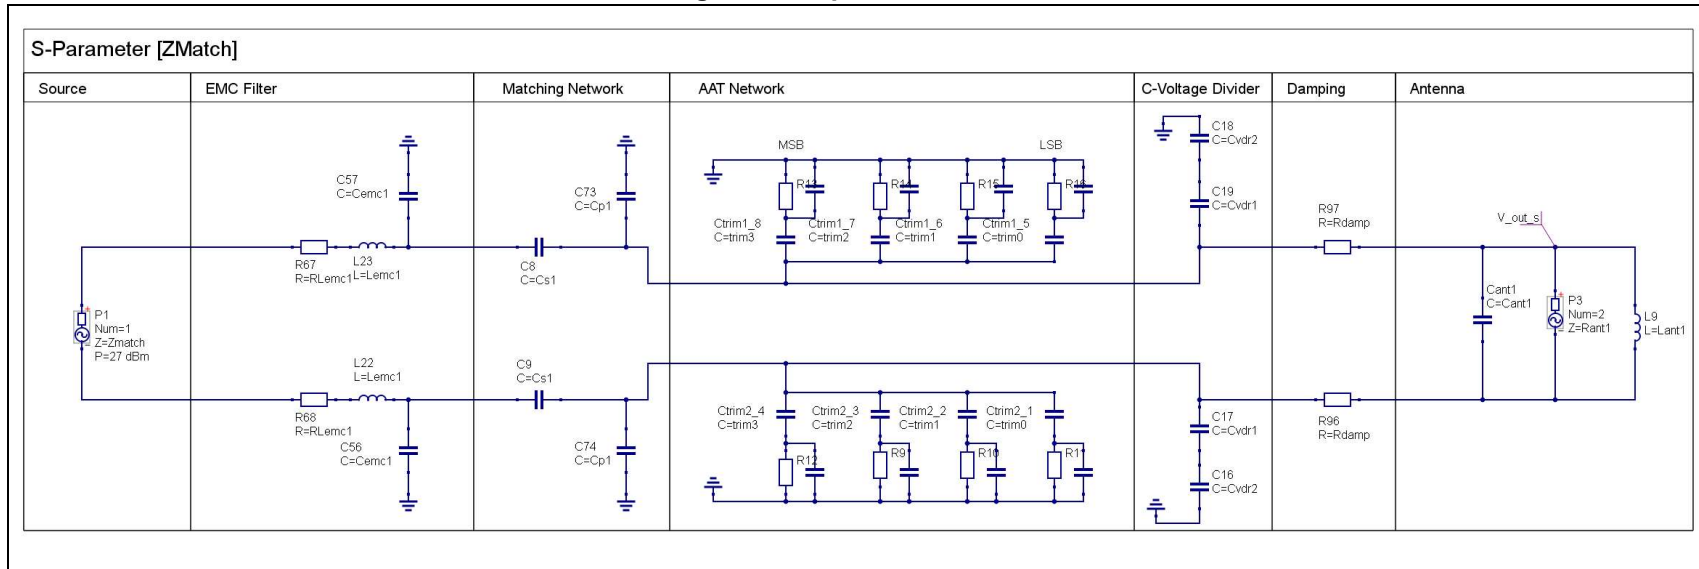 S-Parameter [ZMatch]
Source
EMC Filter
Matching Network
AAT Network
C-Voltage Divider
Damping
Antenna
P1
Num=1
Z=Zmatch
P=27 dBm
R67
R=RLemc1
L23
L=Lemc1
C57
C=Cemc1
L22
L=Lemc1
R68
R=RLemc1
C56
C=Cemc1
C73
C=Cp1
C8
C=Cs1
C9
C=Cs1
C74
C=Cp1
MSB
LSB
R13
R14
R15
R16
Ctrim1_8
C=trim3
Ctrim1_7
C=trim2
Ctrim1_6
C=trim1
Ctrim1_5
C=trim0
Ctrim2_4
C=trim3
Ctrim2_3
C=trim2
Ctrim2_2
C=trim1
Ctrim2_1
C=trim0
R12
R9
R10
R11
C18
C=Cvdr2
C19
C=Cvdr1
C17
C=Cvdr1
C16
C=Cvdr2
R97
R=Rdamp
R96
R=Rdamp
V_out_s
Cant1
C=Cant1
P3
Num=2
Z=Rant1
L9
L=Lant1